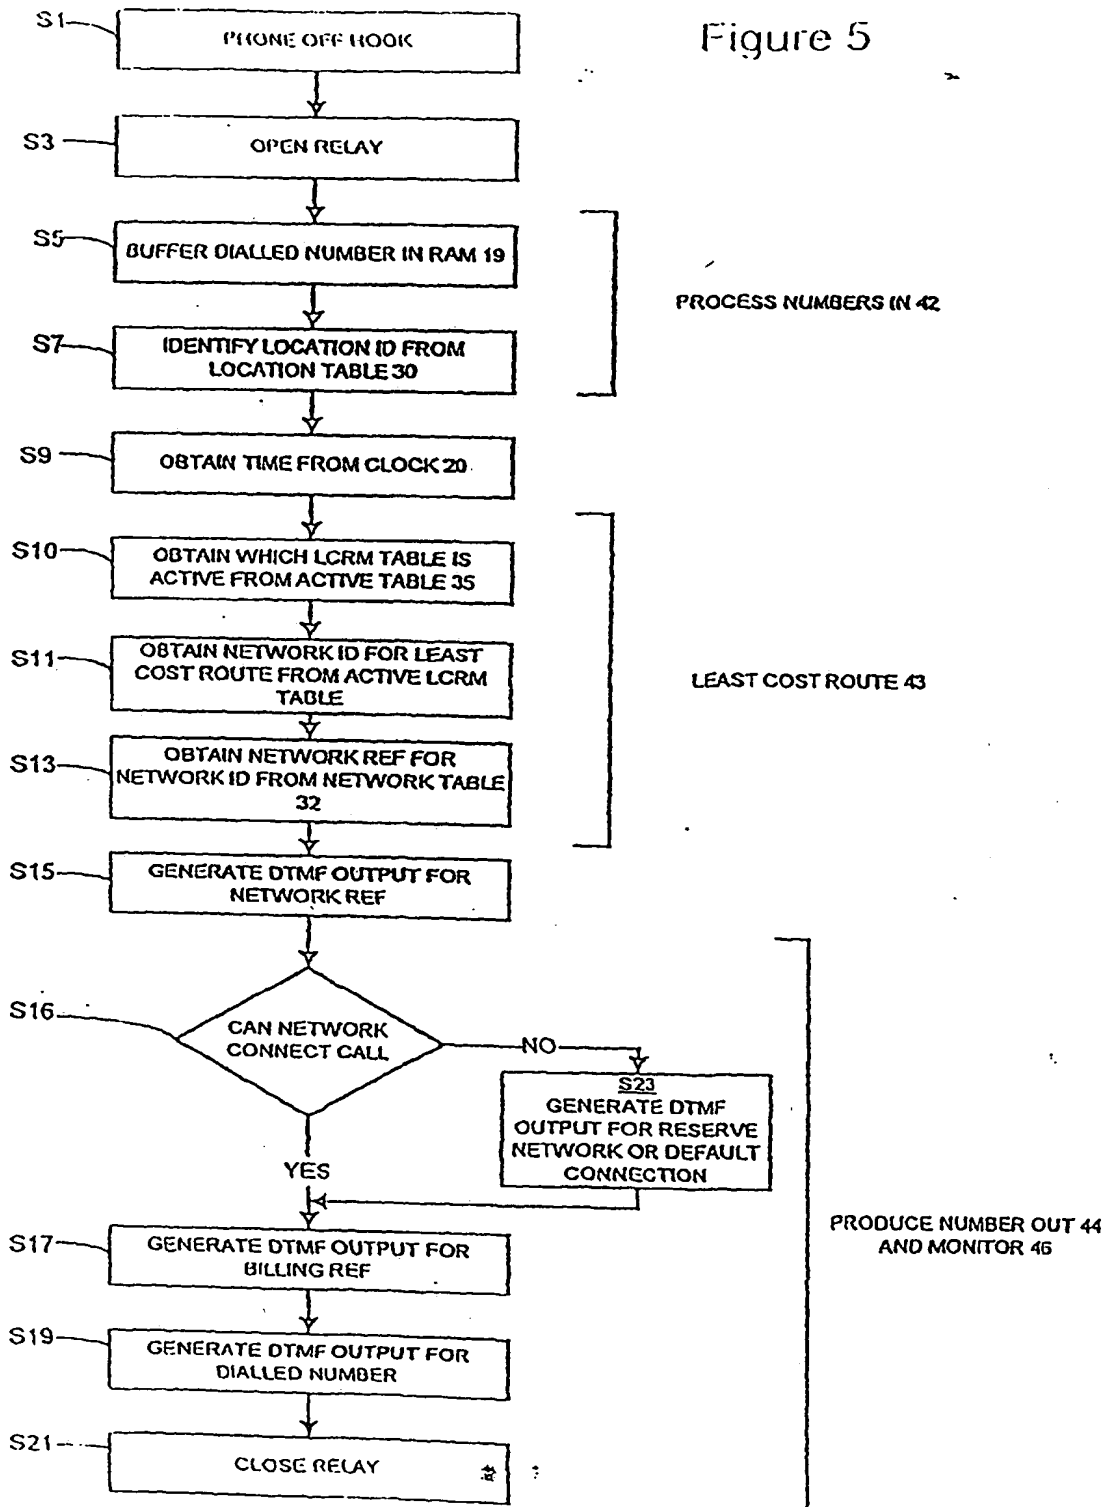 Figure 5
S1
PHONE OFF HOOK
S3
OPEN RELAY
S5
BUFFER DIALLED NUMBER IN RAM 19
PROCESS NUMBERS IN 42
S7
IDENTIFY LOCATION ID FROM
LOCATION TABLE 30
S9
OBTAIN TIME FROM CLOCK 20
S10
OBTAIN WHICH LCRM TABLE IS
ACTIVE FROM ACTIVE TABLE 35
S11
OBTAIN NETWORK ID FOR LEAST
COST ROUTE FROM ACTIVE LCRM
TABLE
LEAST COST ROUTE 43
S13
OBTAIN NETWORK REF FOR
NETWORK ID FROM NETWORK TABLE
32
S15
GENERATE DTMF OUTPUT FOR
NETWORK REF
S16
CAN NETWORK
CONNECT CALL
NO
S23
GENERATE DTMF
OUTPUT FOR RESERVE
NETWORK OR DEFAULT
CONNECTION
YES
PRODUCE NUMBER OUT 44
AND MONITOR 46
S17
GENERATE DTMF OUTPUT FOR
BILLING REF
S19
GENERATE DTMF OUTPUT FOR
DIALLED NUMBER
S21
CLOSE RELAY